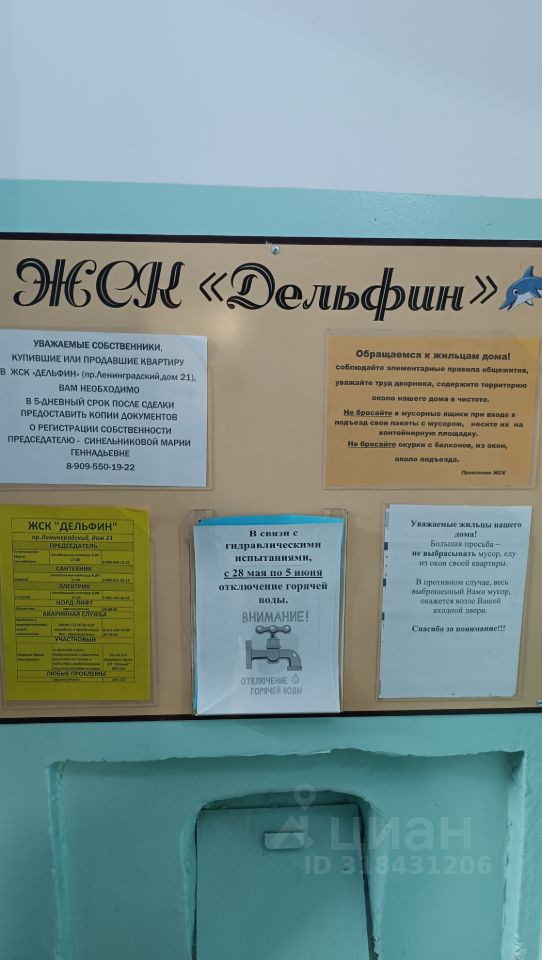 ЖСК «Дельфин»
УВАЖАЕМЫЕ СОБСТВЕННИКИ,
КУПИВШИЕ ИЛИ ПРОДАВШИЕ КВАРТИРУ
В ЖСК «ДЕЛЬФИН» (пр.Ленинградский,дом 21),
ВАМ НЕОБХОДИМО
В 5-ДНЕВНЫЙ СРОК ПОСЛЕ СДЕЛКИ
ПРЕДОСТАВИТЬ КОПИИ ДОКУМЕНТОВ
О РЕГИСТРАЦИИ СОБСТВЕННОСТИ
ПРЕДСЕДАТЕЛЮ - СИНЕЛЬНИКОВОЙ МАРИИ
ГЕННАДЬЕВНЕ
8-909-550-19-22
Обращаемся к жильцам дома!
соблюдайте элементарные правила общежития,
уважайте труд дворника, содержите территорию
около нашего дома в чистоте.
Не бросайте в мусорные ящики при входе в
подъезд свои пакеты с мусором, несите их на
контейнерную площадку.
Не бросайте окурки с балконов, из окон,
около подъезда.
Правление ЖСК
ЖСК "ДЕЛЬФИН"
пр.Ленинградский, дом 21
ПРЕДСЕДАТЕЛЬ
САНТЕХНИК
ЭЛЕКТРИК
НОРД-ЛИФТ
АВАРИЙНАЯ СЛУЖБА
УЧАСТКОВЫЙ
ЛЮБЫЕ ПРОБЛЕМЫ
В связи с
гидравлическими
испытаниями,
с 28 мая по 5 июня
отключение горячей
воды.
ВНИМАНИЕ!
ОТКЛЮЧЕНИЕ
ГОРЯЧЕЙ ВОДЫ
Уважаемые жильцы нашего
дома!
Большая просьба –
не выбрасывать мусор, еду
из окон своей квартиры.
В противном случае, весь
выброшенный Вами мусор,
окажется возле Вашей
входной двери.
Спасибо за понимание!!!
циан
ID 318431206